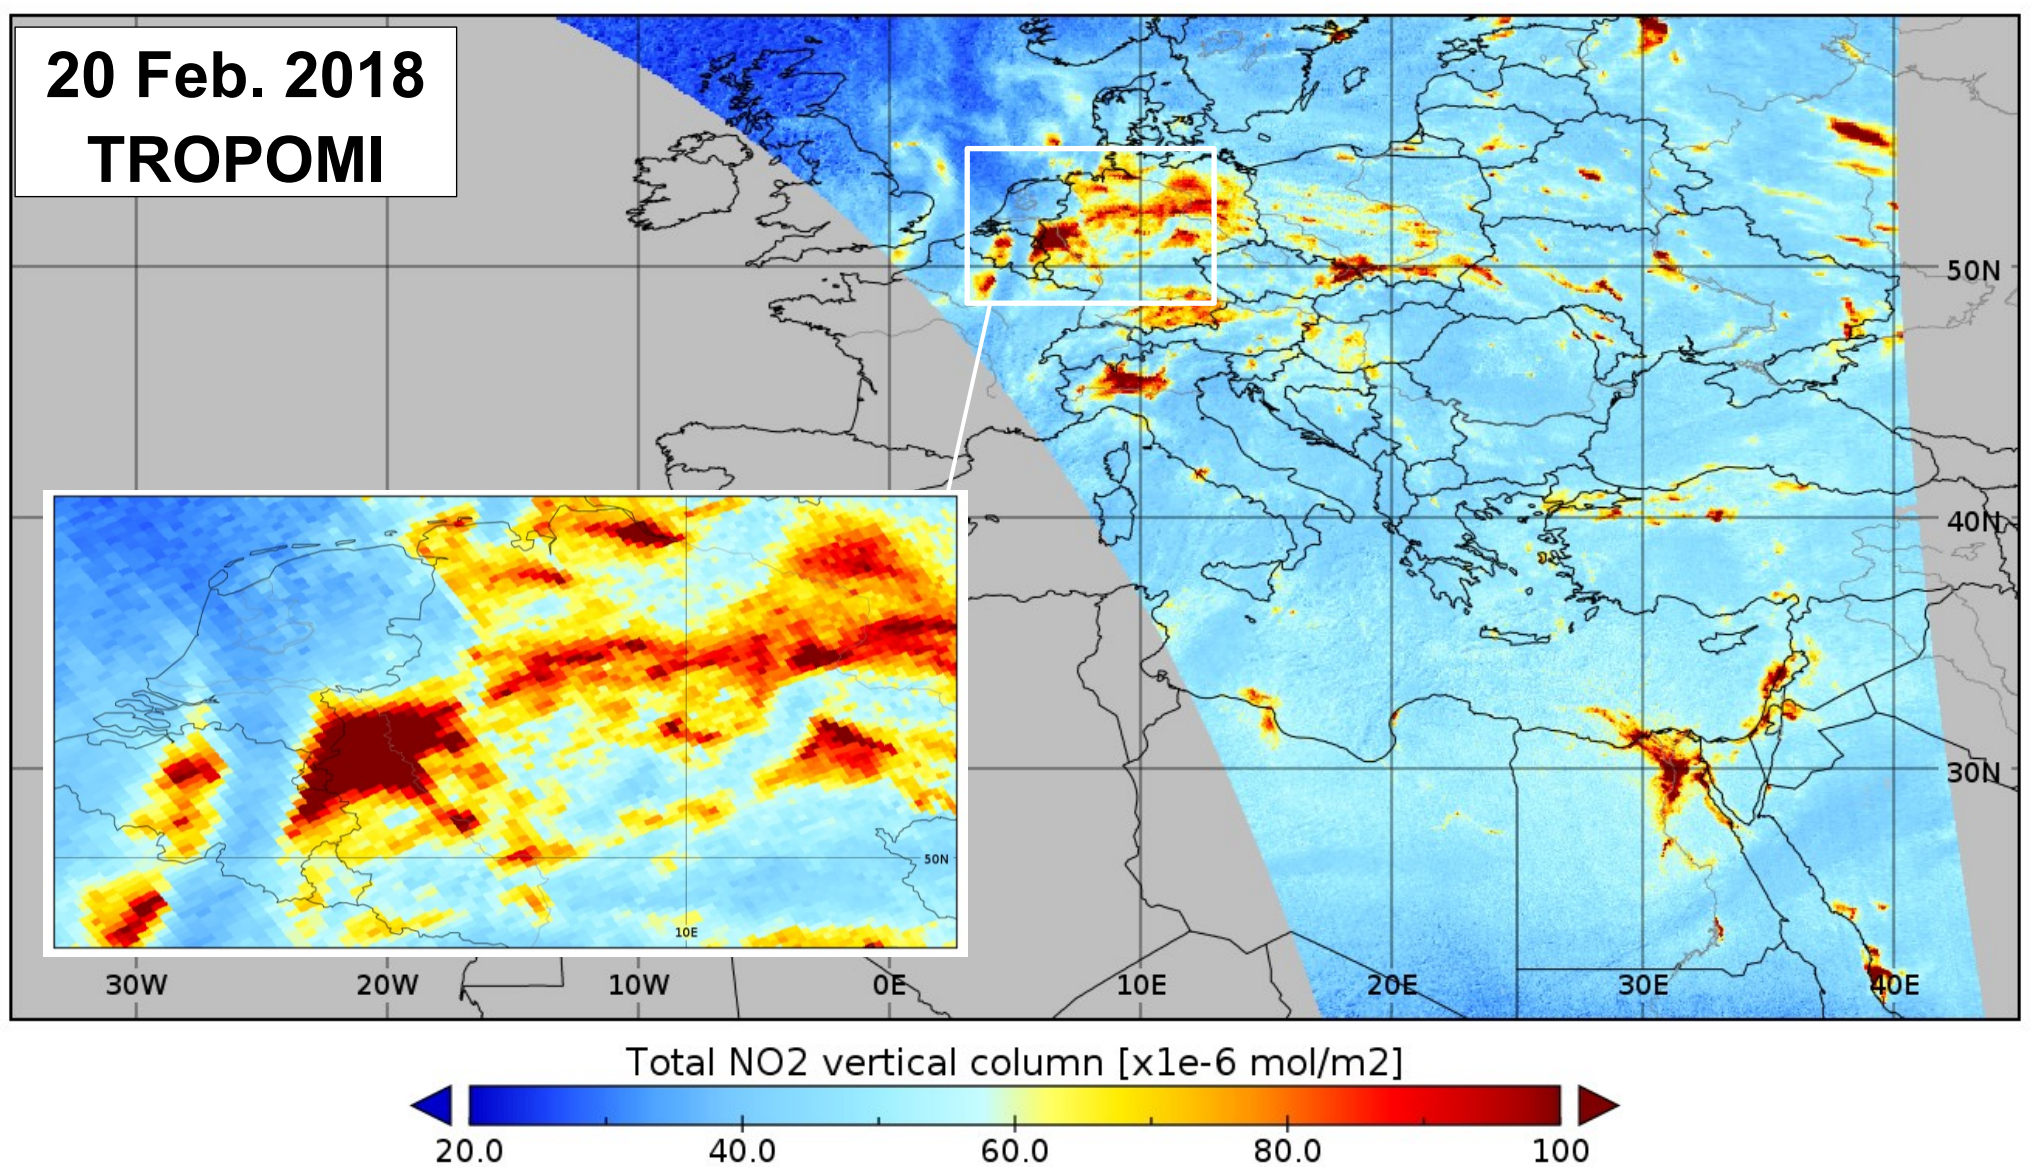 20 Feb. 2018
TROPOMI
50N
40N
30N
50N
10E
30W 20W 10W 0E 10E 20E 30E 40E
Total NO2 vertical column [x1e-6 mol/m2]
20.0 40.0 60.0 80.0 100